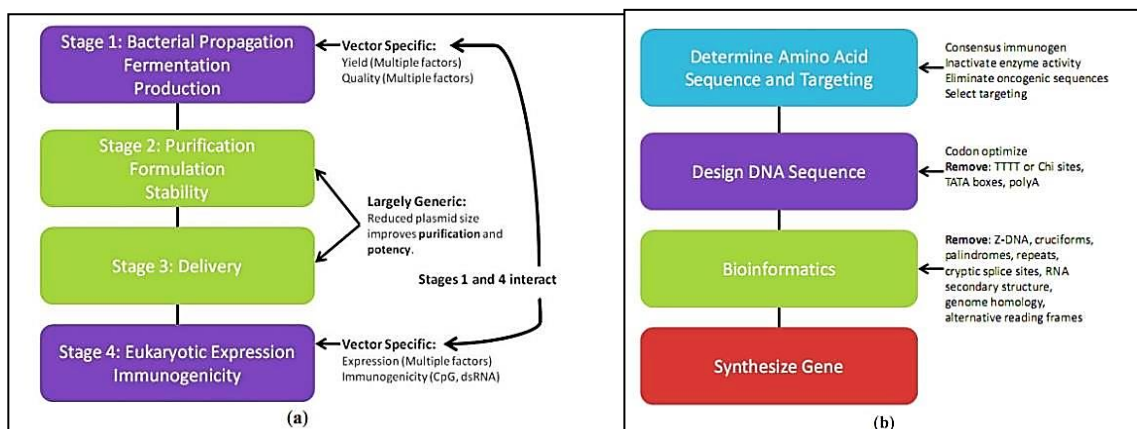 Stage 1: Bacterial Propagation
Fermentation
Production
Vector Specific:
Yield (Multiple factors)
Quality (Multiple factors)
Stage 2: Purification
Formulation
Stability
Largely Generic:
Reduced plasmid size
improves purification and
potency.
Stage 3: Delivery
Stages 1 and 4 interact
Stage 4: Eukaryotic Expression
Immunogenicity
Vector Specific:
Expression (Multiple factors)
Immunogenicity (CpG, dsRNA)
(a)
Determine Amino Acid
Sequence and Targeting
Consensus immunogen
Inactivate enzyme activity
Eliminate oncogenic sequences
Select targeting
Design DNA Sequence
Codon optimize
Remove: TTTT or Chi sites,
TATA boxes, polyA
Bioinformatics
Remove: Z-DNA, cruciforms,
palindromes, repeats,
cryptic splice sites, RNA
secondary structure,
genome homology,
alternative reading frames
Synthesize Gene
(b)